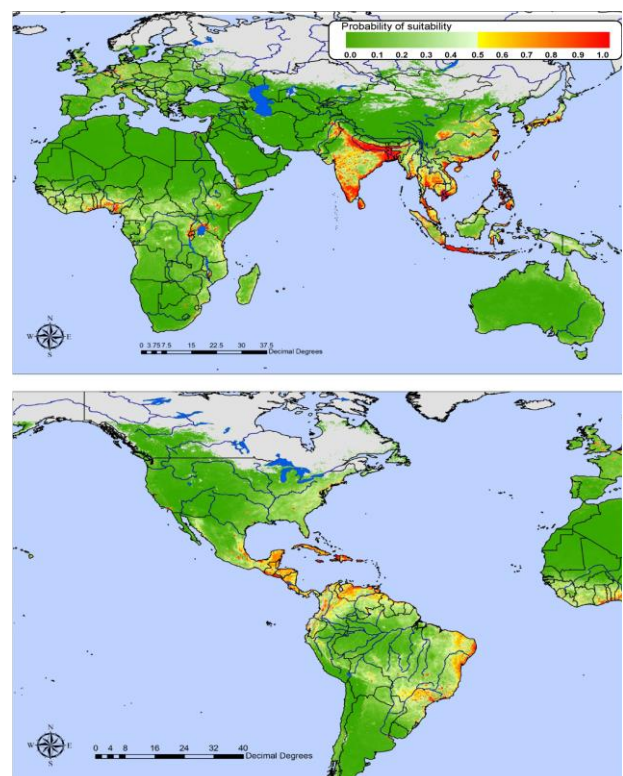 Probability of suitability
0.0 0.1 0.2 0.3 0.4 0.5 0.6 0.7 0.8 0.9 1.0
N
W E
S
0 3.75 7.5 15 22.5 30 37.5
Decimal Degrees
N
W E
S
0 4 8 16 24 32 40
Decimal Degrees